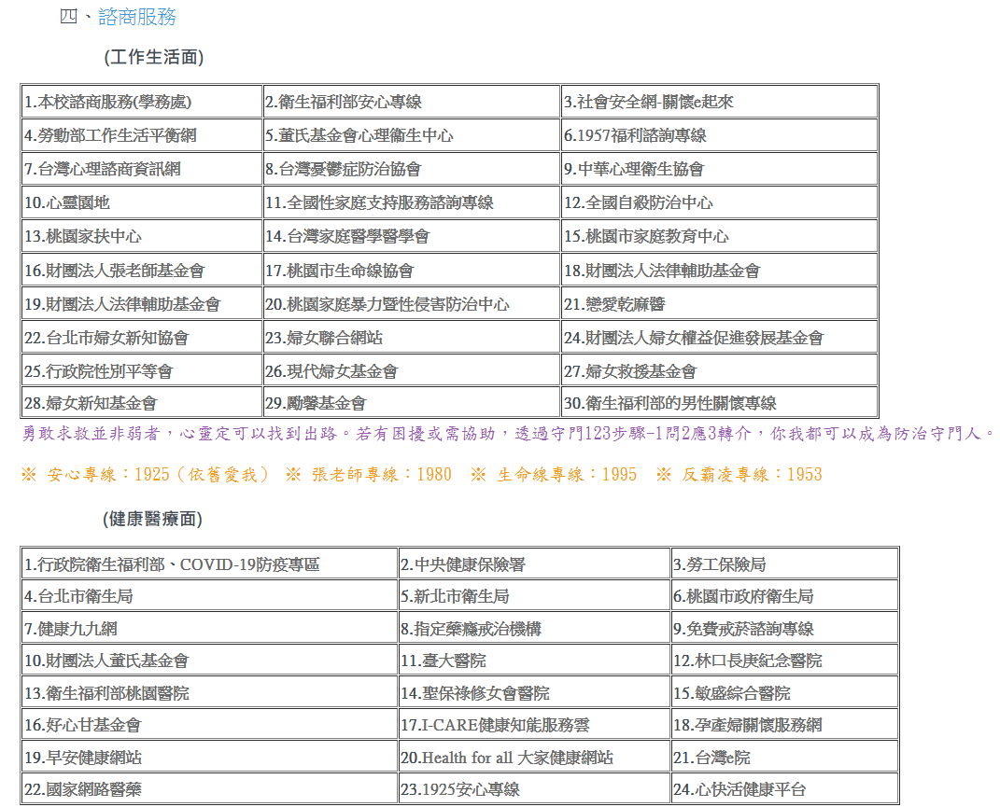 四、諮商服務
(工作生活面)
1.本校諮商服務(學務處) 2.衛生福利部安心專線 3.社會安全網-關懷e起來
4.勞動部工作生活平衡網 5.董氏基金會心理衛生中心 6.1957福利諮詢專線
7.台灣心理諮商資訊網 8.台灣憂鬱症防治協會 9.中華心理衛生協會
10.心靈園地 11.全國性家庭支持服務諮詢專線 12.全國自殺防治中心
13.桃園家扶中心 14.台灣家庭醫學醫學會 15.桃園市家庭教育中心
16.財團法人張老師基金會 17.桃園市生命線協會 18.財團法人法律輔助基金會
19.財團法人法律輔助基金會 20.桃園家庭暴力暨性侵害防治中心 21.戀愛乾麻醬
22.台北市婦女新知協會 23.婦女聯合網站 24.財團法人婦女權益促進發展基金會
25.行政院性別平等會 26.現代婦女基金會 27.婦女救援基金會
28.婦女新知基金會 29.勵馨基金會 30.衛生福利部的男性關懷專線
勇敢求救並非弱者，心靈定可以找到出路。若有困擾或需協助，透過守門123步驟-1問2應3轉介，你我都可以成為防治守門人。
※ 安心專線：1925（依舊愛我） ※ 張老師專線：1980 ※ 生命線專線：1995 ※ 反霸凌專線：1953
(健康醫療面)
1.行政院衛生福利部、COVID-19防疫專區 2.中央健康保險署 3.勞工保險局
4.台北市衛生局 5.新北市衛生局 6.桃園市政府衛生局
7.健康九九網 8.指定藥癮戒治機構 9.免費戒菸諮詢專線
10.財團法人董氏基金會 11.臺大醫院 12.林口長庚紀念醫院
13.衛生福利部桃園醫院 14.聖保祿修女會醫院 15.敏盛綜合醫院
16.好心甘基金會 17.I-CARE健康知能服務雲 18.孕產婦關懷服務網
19.早安健康網站 20.Health for all 大家健康網站 21.台灣e院
22.國家網路醫藥 23.1925安心專線 24.心快活健康平台